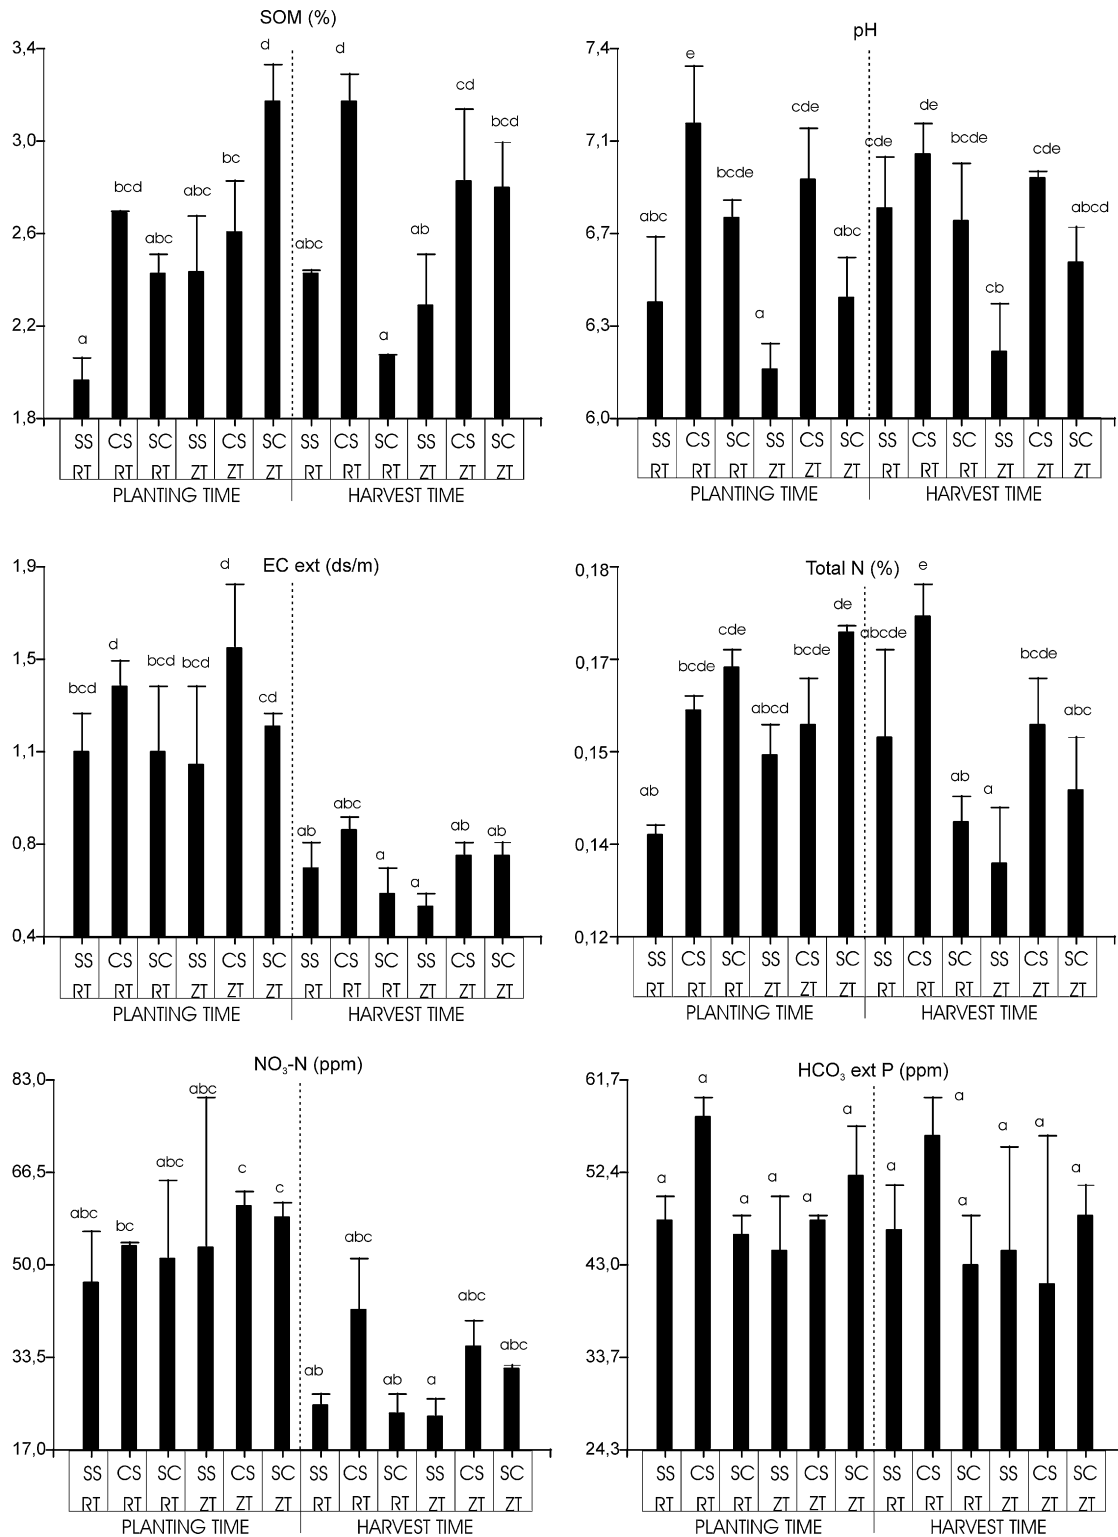 SOM (%)
3,4
3,0
2,6
2,2
1,8
a
bcd
abc
abc
bc
d
abc
d
a
ab
cd
bcd
SS CS SC SS CS SC SS CS SC SS CS SC
RT RT RT ZT ZT ZT RT RT RT ZT ZT ZT
PLANTING TIME HARVEST TIME
pH
7,4
7,1
6,7
6,3
6,0
abc
e
bcde
a
cde
abc
cde
de
bcde
cb
cde
abcd
SS CS SC SS CS SC SS CS SC SS CS SC
RT RT RT ZT ZT ZT RT RT RT ZT ZT ZT
PLANTING TIME HARVEST TIME
EC ext (ds/m)
1,9
1,5
1,1
0,8
0,4
bcd
d
bcd
bcd
d
cd
ab
abc
a
a
ab
ab
SS CS SC SS CS SC SS CS SC SS CS SC
RT RT RT ZT ZT ZT RT RT RT ZT ZT ZT
PLANTING TIME HARVEST TIME
Total N (%)
0,18
0,17
0,15
0,14
0,12
ab
bcde
cde
abcd
bcde
de
abcde
e
ab
a
bcde
abc
SS CS SC SS CS SC SS CS SC SS CS SC
RT RT RT ZT ZT ZT RT RT RT ZT ZT ZT
PLANTING TIME HARVEST TIME
NO₃-N (ppm)
83,0
66,5
50,0
33,5
17,0
abc
bc
abc
abc
c
c
ab
abc
ab
a
abc
abc
SS CS SC SS CS SC SS CS SC SS CS SC
RT RT RT ZT ZT ZT RT RT RT ZT ZT ZT
PLANTING TIME HARVEST TIME
HCO₃ ext P (ppm)
61,7
52,4
43,0
33,7
24,3
a
a
a
a
a
a
a
a
a
a
a
a
SS CS SC SS CS SC SS CS SC SS CS SC
RT RT RT ZT ZT ZT RT RT RT ZT ZT ZT
PLANTING TIME HARVEST TIME